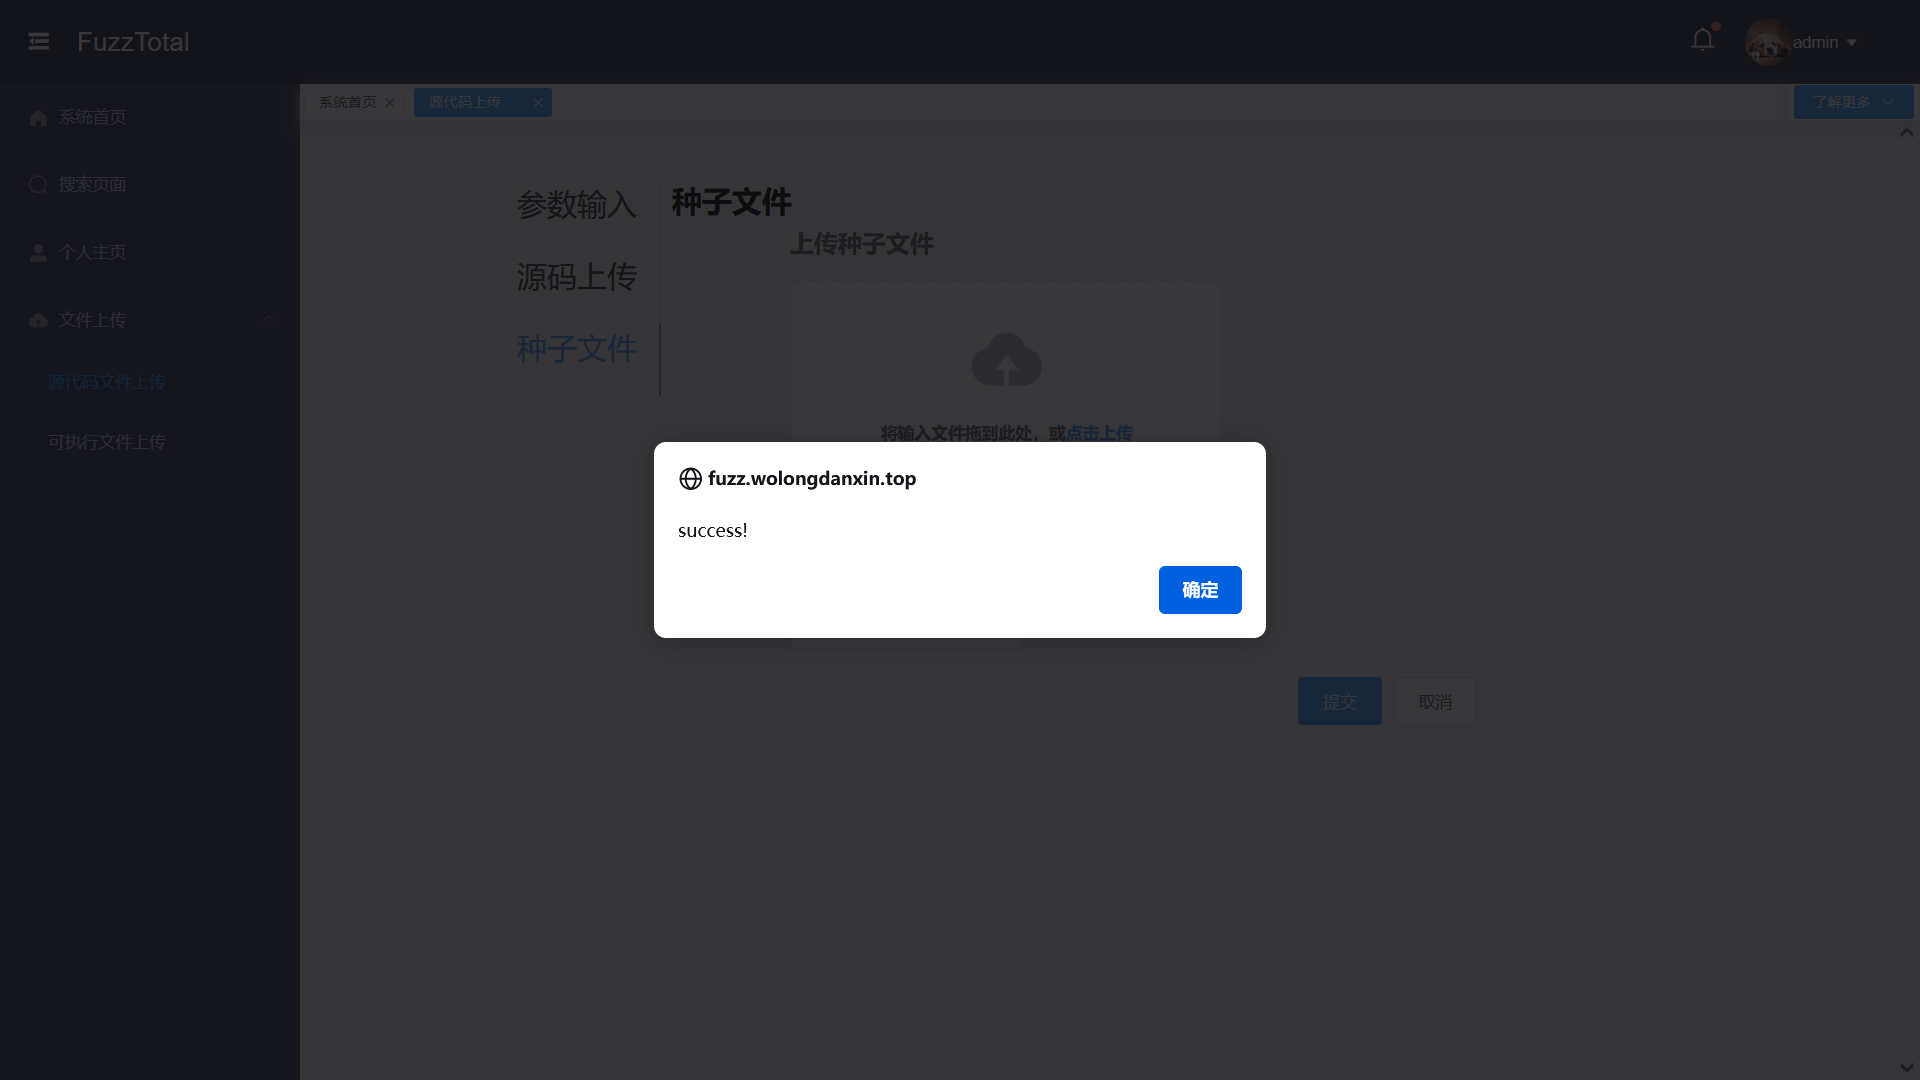 FuzzTotal
admin
系统首页
搜索页面
个人主页
文件上传
源代码文件上传
可执行文件上传
系统首页
源代码上传...
了解更多
参数输入
源码上传
种子文件
种子文件
上传种子文件
将输入文件拖到此处，或点击上传
fuzz.wolongdanxin.top
success!
确定
提交
取消